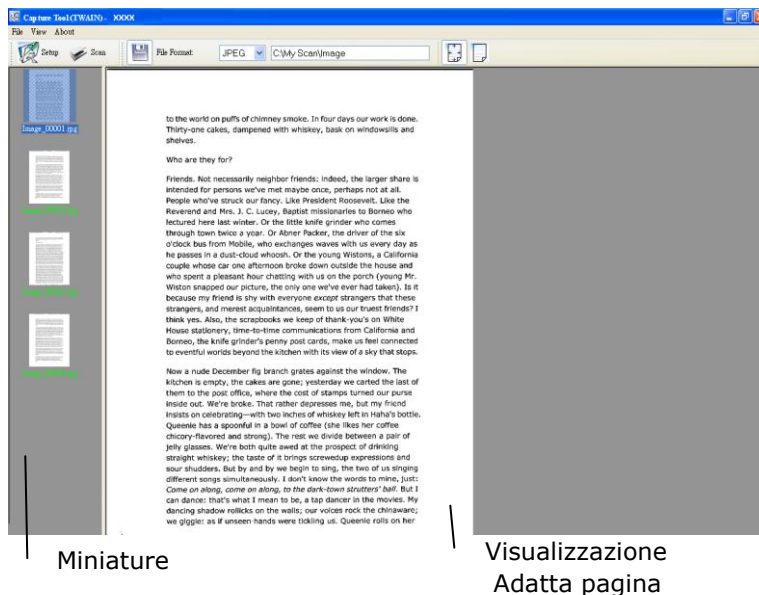 Capture Tool(TWAIN)- XXXX
File View About
Setup Scan File Format: JPEG C:\My Scan\Image
Image_00001.jpg
to the world on puffs of chimney smoke. In four days our work is done.
Thirty-one cakes, dampened with whiskey, bask on windowsills and
shelves.
Who are they for?
Friends. Not necessarily neighbor friends: indeed, the larger share is
intended for persons we've met maybe once, perhaps not at all.
People who've struck our fancy. Like President Roosevelt. Like the
Reverend and Mrs. J. C. Lucey, Baptist missionaries to Borneo who
lectured here last winter. Or the little knife grinder who comes
through town twice a year. Or Abner Packer, the driver of the six
o'clock bus from Mobile, who exchanges waves with us every day as
he passes in a dust-cloud whoosh. Or the young Wistons, a California
couple whose car one afternoon broke down outside the house and
who spent a pleasant hour chatting with us on the porch (young Mr.
Wiston snapped our picture, the only one we've ever had taken). Is it
because my friend is shy with everyone except strangers that these
strangers, and merest acquaintances, seem to us our truest friends? I
think yes. Also, the scrapbooks we keep of thank-you's on White
House stationery, time-to-time communications from California and
Borneo, the knife grinder's penny post cards, make us feel connected
to eventful worlds beyond the kitchen with its view of a sky that stops.
Now a nude December fig branch grates against the window. The
kitchen is empty, the cakes are gone; yesterday we carted the last of
them to the post office, where the cost of stamps turned our purse
inside out. We're broke. That rather depresses me, but my friend
insists on celebrating—with two inches of whiskey left in Haha's bottle.
Queenie has a spoonful in a bowl of coffee (she likes her coffee
chicory-flavored and strong). The rest we divide between a pair of
jelly glasses. We're both quite awed at the prospect of drinking
straight whiskey; the taste of it brings screwedup expressions and
sour shudders. But by and by we begin to sing, the two of us singing
different songs simultaneously. I don't know the words to mine, just:
Come on along, come on along, to the dark-town strutters' ball. But I
can dance: that's what I mean to be, a tap dancer in the movies. My
dancing shadow rollicks on the walls; our voices rock the chinaware;
we giggle: as if unseen hands were tickling us. Queenie rolls on her
Miniature
Visualizzazione
Adatta pagina